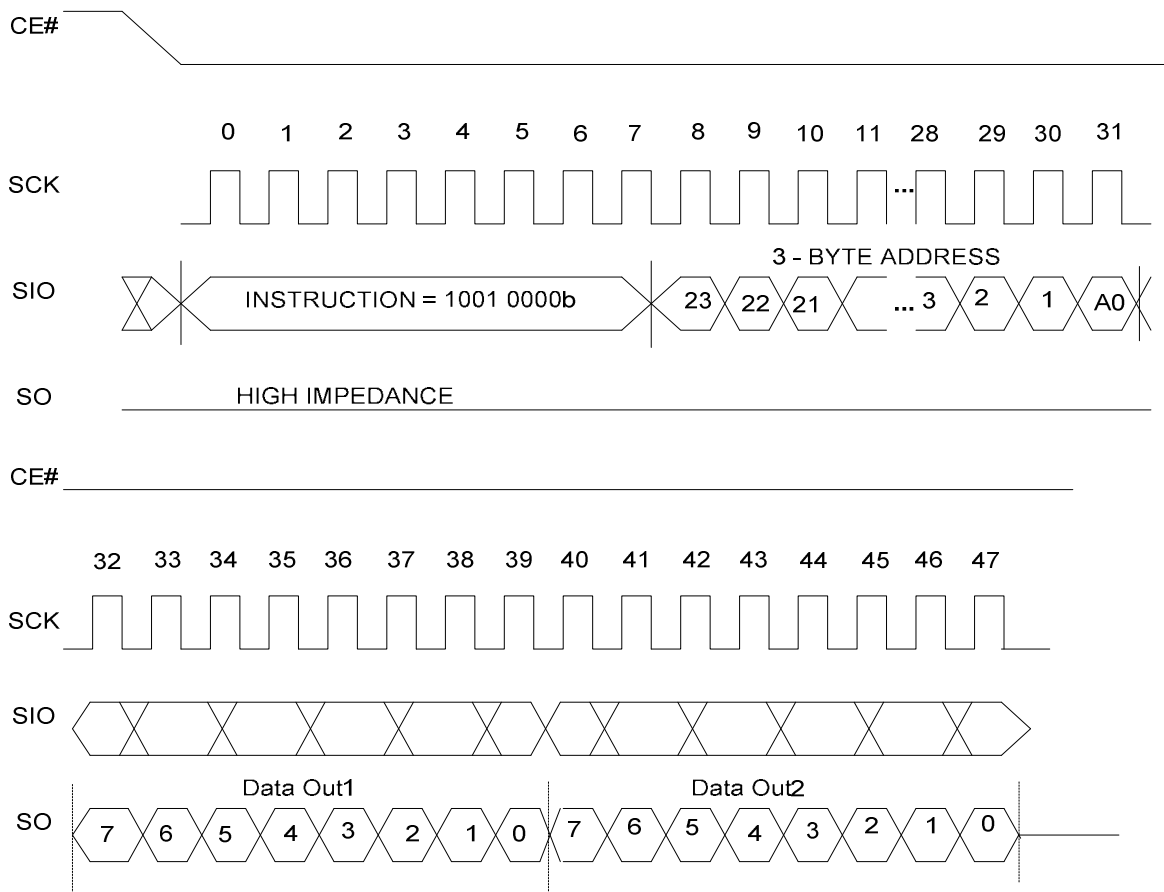 CE#
0 1 2 3 4 5 6 7 8 9 10 11 28 29 30 31
SCK ...
3 - BYTE ADDRESS
SIO INSTRUCTION = 1001 0000b 23 22 21 ... 3 2 1 A0
SO HIGH IMPEDANCE
CE#
32 33 34 35 36 37 38 39 40 41 42 43 44 45 46 47
SCK
SIO
Data Out1 Data Out2
SO 7 6 5 4 3 2 1 0 7 6 5 4 3 2 1 0